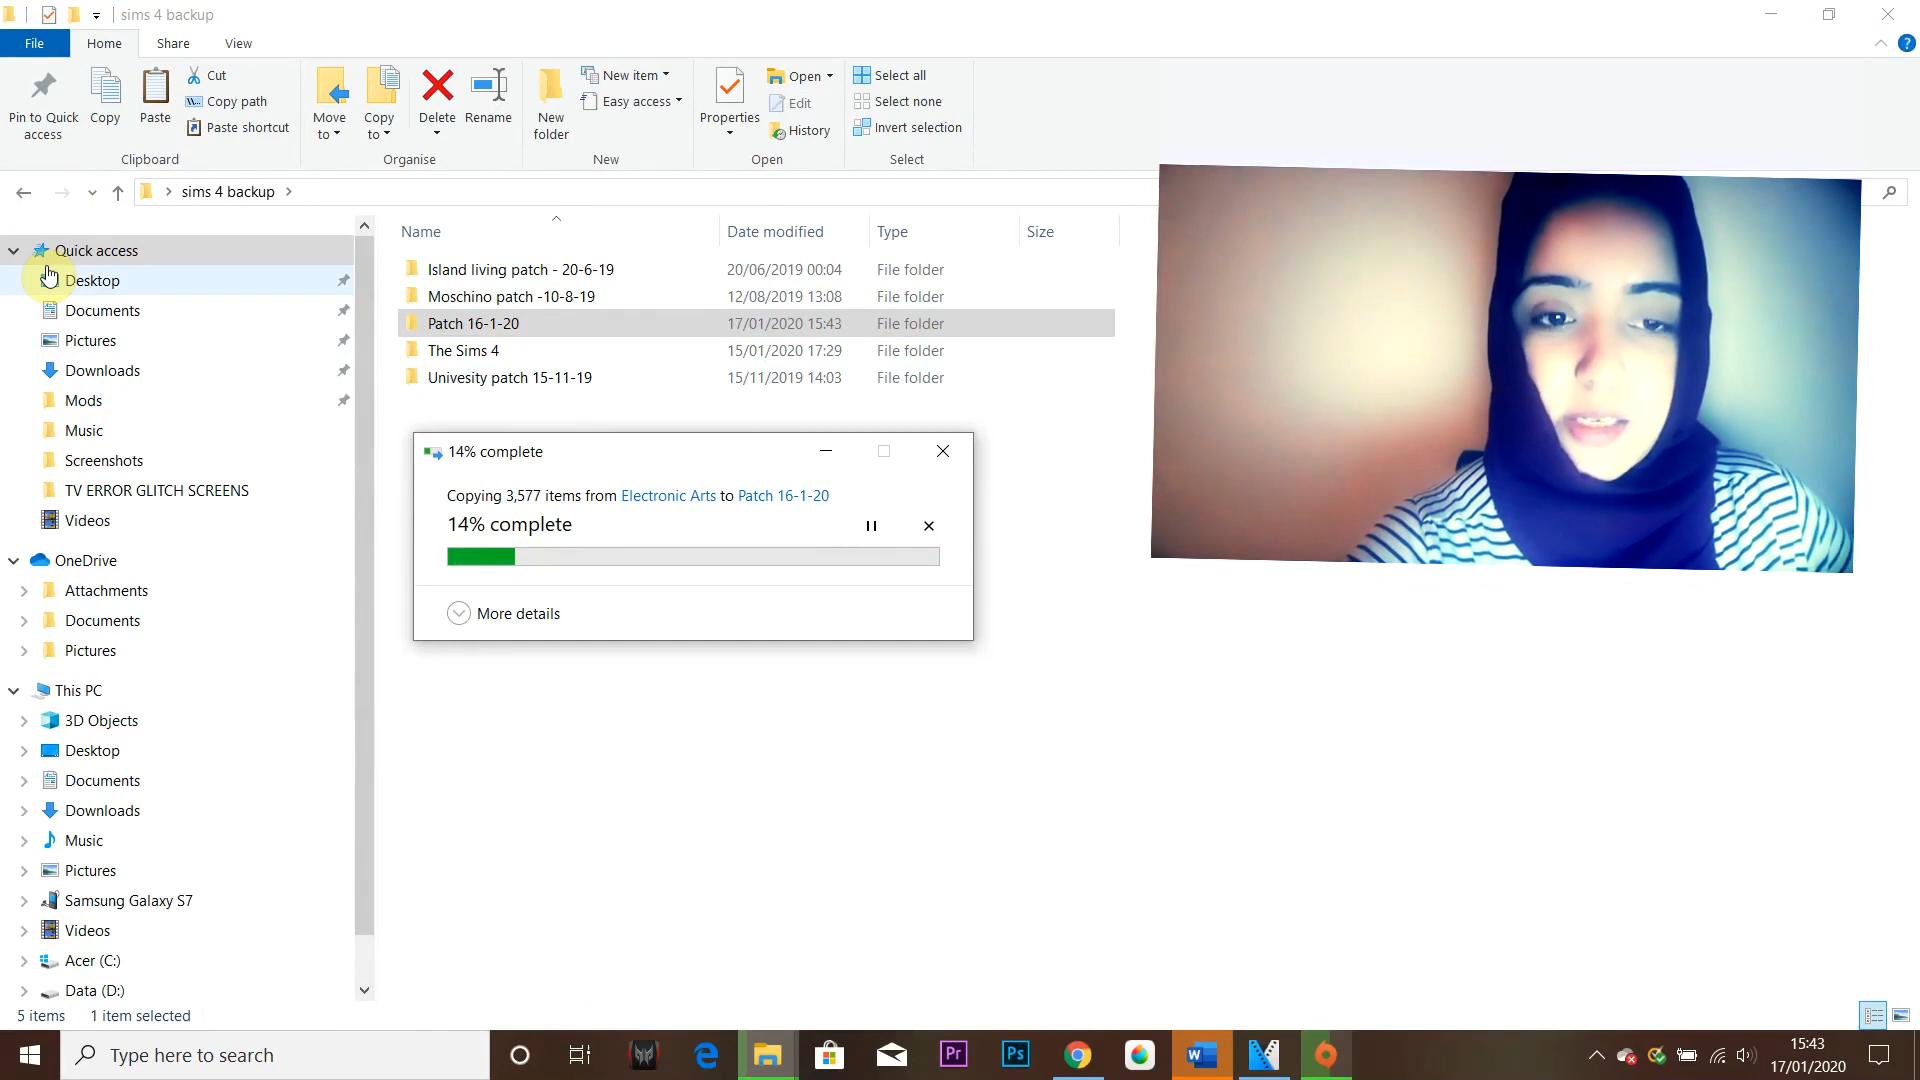 sims 4 backup
File
Home
Share
View
Pin to Quick access
Copy
Paste
Cut
Copy path
Paste shortcut
Clipboard
Move to
Copy to
Delete
Rename
Organise
New folder
New item
Easy access
New
Properties
Open
Edit
History
Open
Select all
Select none
Invert selection
Select
sims 4 backup
Quick access
Desktop
Documents
Pictures
Downloads
Mods
Music
Screenshots
TV ERROR GLITCH SCREENS
Videos
OneDrive
Attachments
Documents
Pictures
This PC
3D Objects
Desktop
Documents
Downloads
Music
Pictures
Samsung Galaxy S7
Videos
Acer (C:)
Data (D:)
Name Date modified Type Size
Island living patch - 20-6-19 20/06/2019 00:04 File folder
Moschino patch -10-8-19 12/08/2019 13:08 File folder
Patch 16-1-20 17/01/2020 15:43 File folder
The Sims 4 15/01/2020 17:29 File folder
Univesity patch 15-11-19 15/11/2019 14:03 File folder
14% complete
Copying 3,577 items from Electronic Arts to Patch 16-1-20
14% complete
More details
5 items 1 item selected
Type here to search
Pr
Ps
15:43
17/01/2020